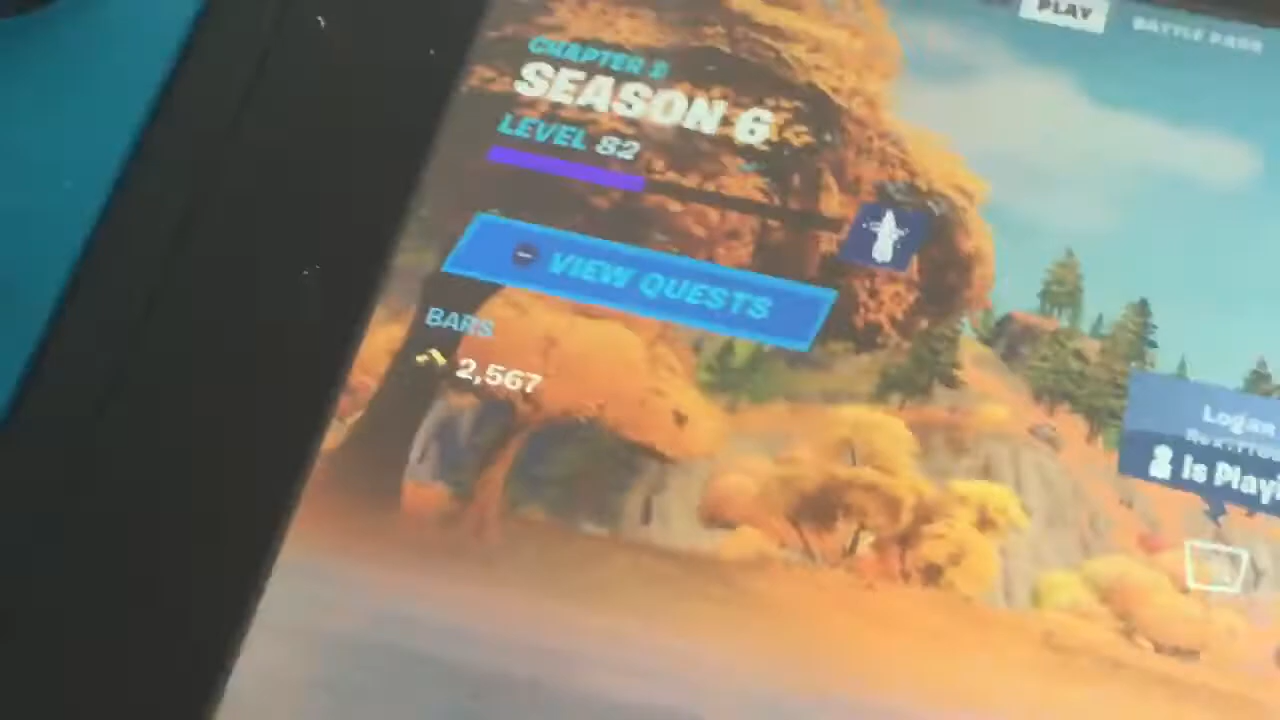 PLAY
BATTLE PASS
CHAPTER 2
SEASON 6
LEVEL 82
VIEW QUESTS
BARS
2,567
Logan
Is Playi